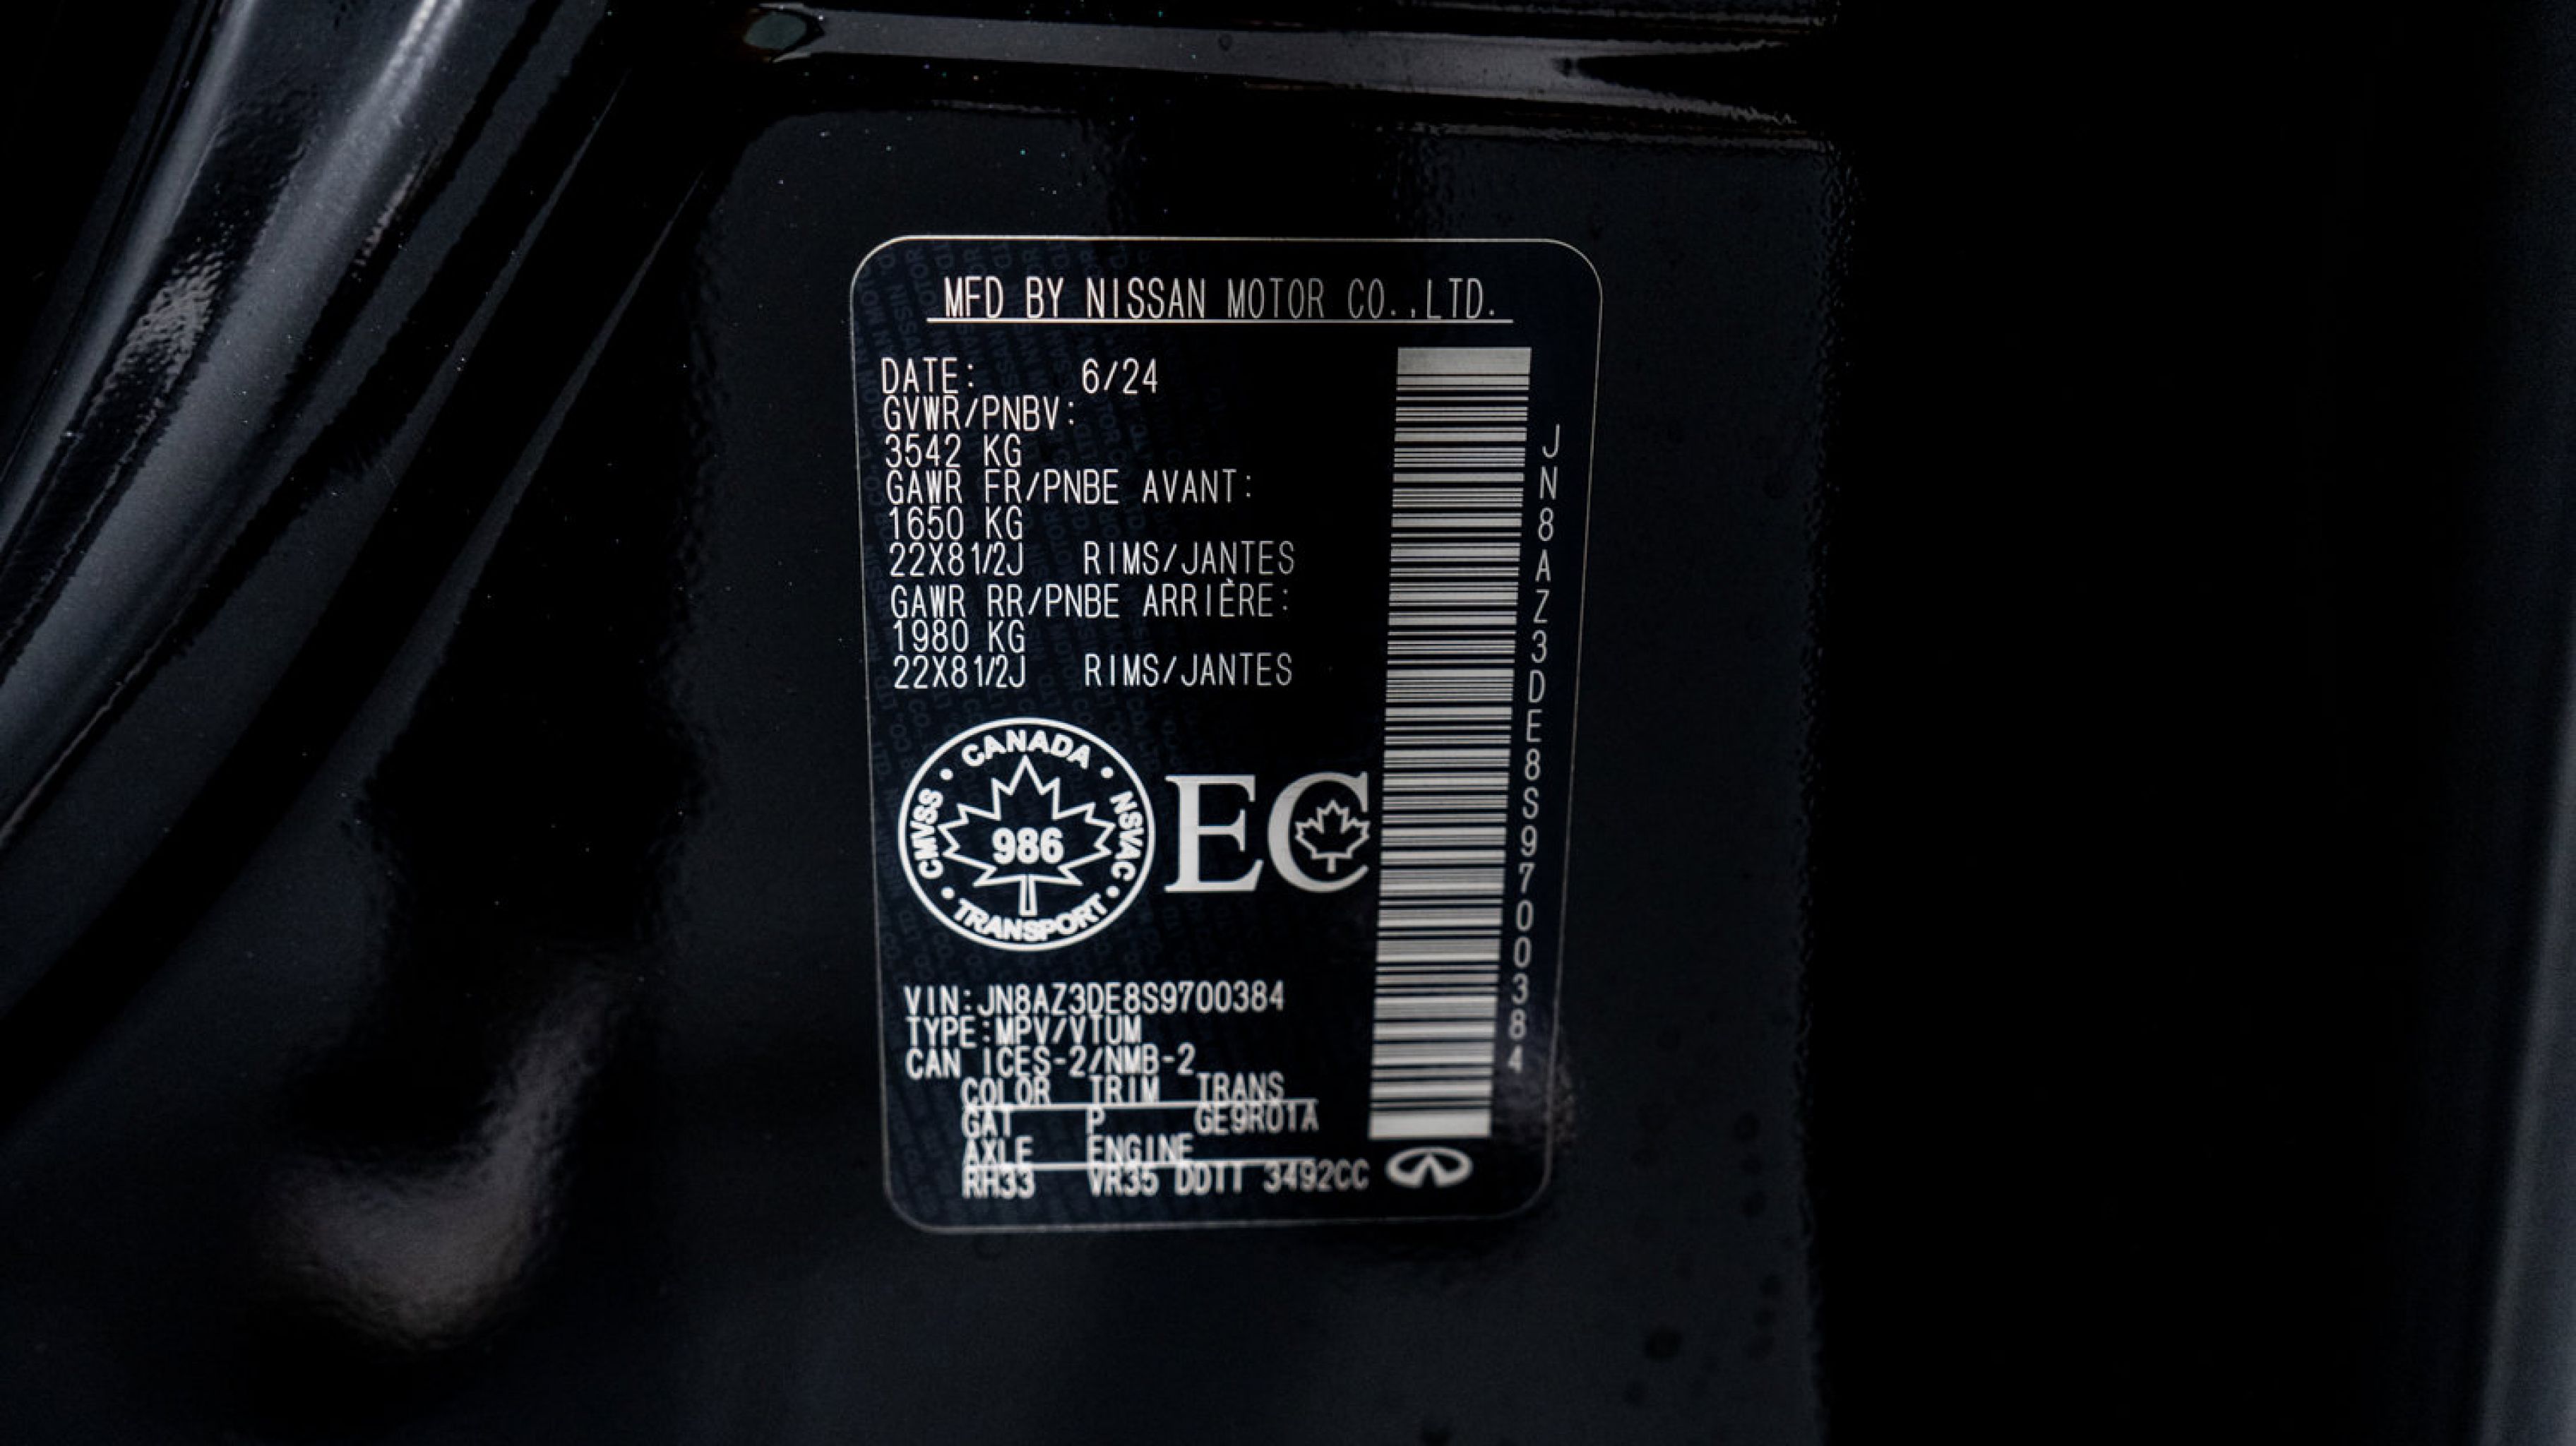 MFD BY NISSAN MOTOR CO.,LTD.
DATE: 6/24
GVWR/PNBV:
3542 KG
GAWR FR/PNBE AVANT:
1650 KG
22X81/2J RIMS/JANTES
GAWR RR/PNBE ARRIÈRE:
1980 KG
22X81/2J RIMS/JANTES
CANADA
CMVSS 986 NSVAC
TRANSPORT
EC
VIN:JN8AZ3DE8S9700384
TYPE:MPV/VTUM
CAN ICES-2/NMB-2
COLOR TRIM TRANS
GAT P GE9R01A
AXLE ENGINE
RH33 VR35 DDTT 3492CC
JN8AZ3DE8S9700384